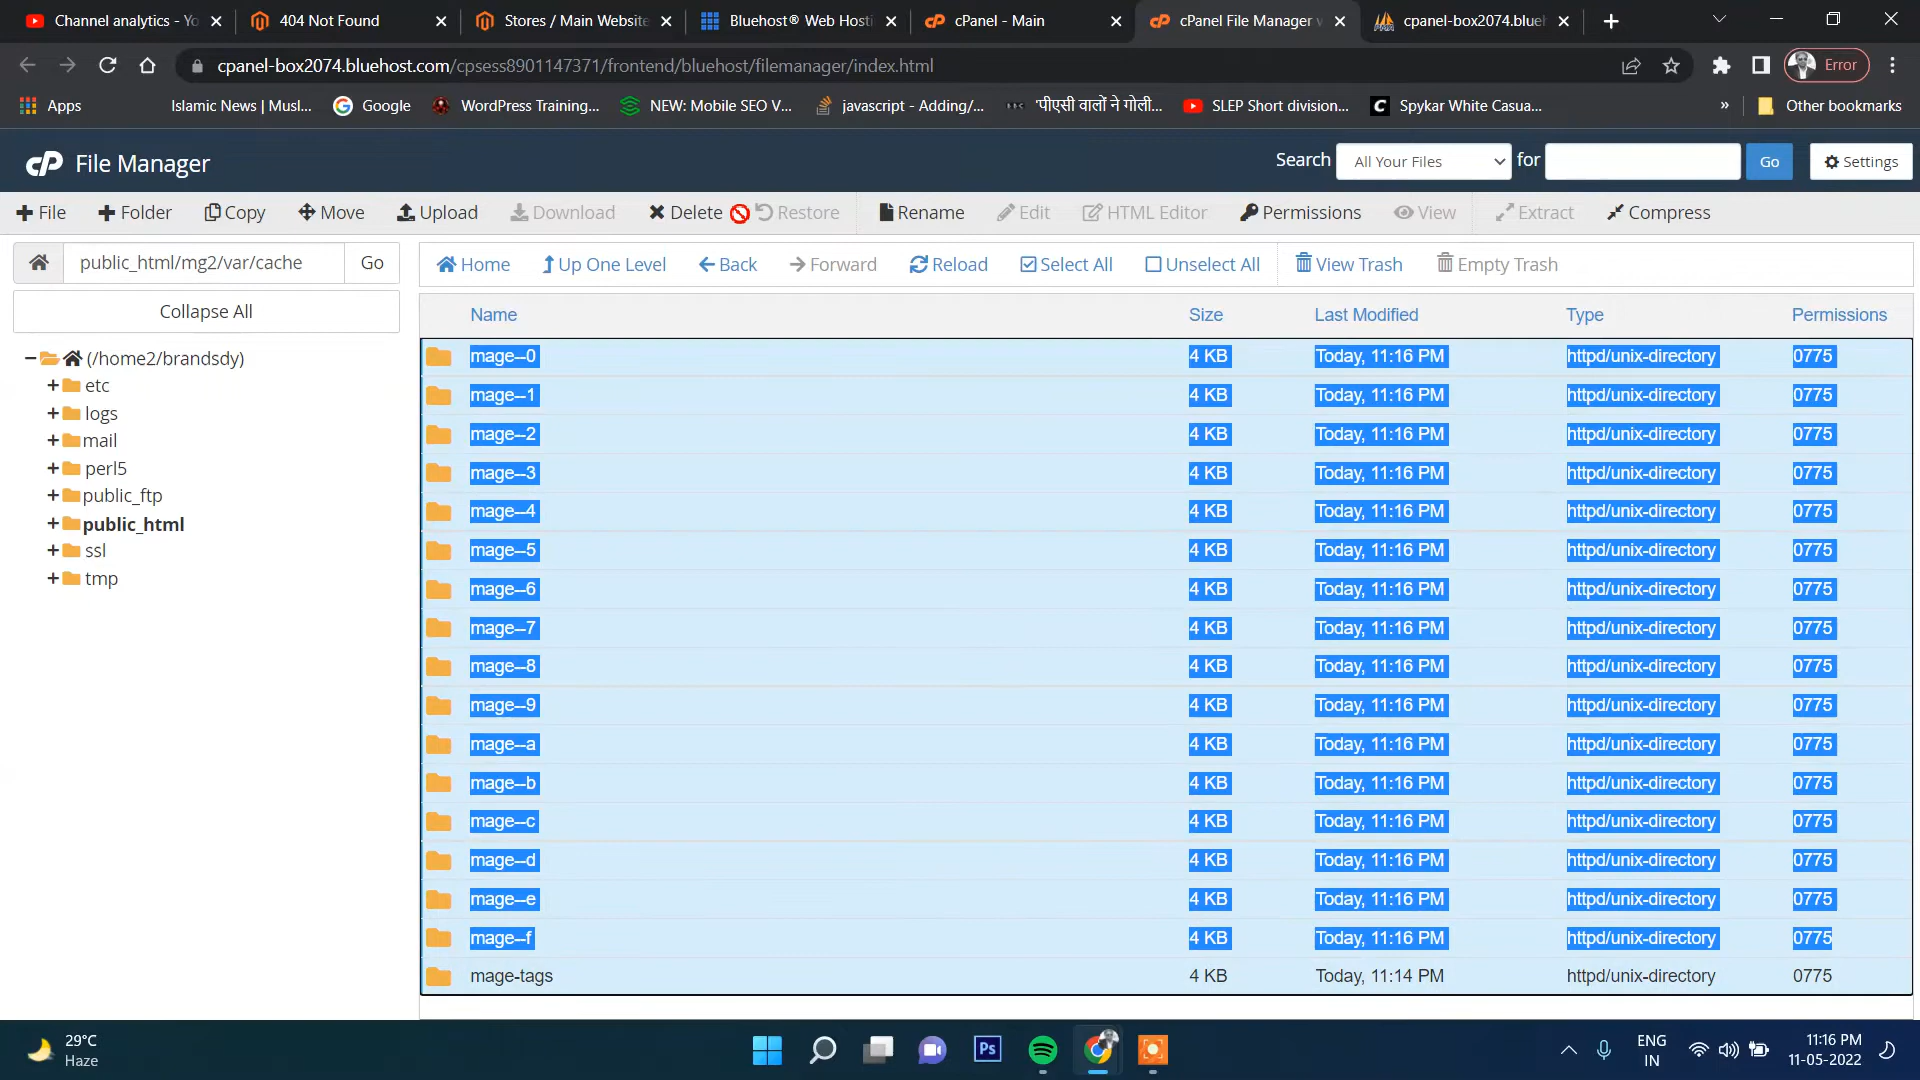 Channel analytics - Yo
404 Not Found
Stores / Main Website
Bluehost® Web Hosti
cPanel - Main
cPanel File Manager v
cpanel-box2074.blueh
cpanel-box2074.bluehost.com/cpsess8901147371/frontend/bluehost/filemanager/index.html
Error
Apps
Islamic News | Musl...
Google
WordPress Training...
NEW: Mobile SEO V...
javascript - Adding/...
'पीएसी वालों ने गोली...
SLEP Short division...
Spykar White Casua...
»
Other bookmarks
cP File Manager
Search All Your Files for Go Settings
File Folder Copy Move Upload Download Delete Restore Rename Edit HTML Editor Permissions View Extract Compress
public_html/mg2/var/cache Go
Home Up One Level Back Forward Reload Select All Unselect All View Trash Empty Trash
Collapse All
(/home2/brandsdy)
etc
logs
mail
perl5
public_ftp
public_html
ssl
tmp
Name Size Last Modified Type Permissions
mage--0 4 KB Today, 11:16 PM httpd/unix-directory 0775
mage--1 4 KB Today, 11:16 PM httpd/unix-directory 0775
mage--2 4 KB Today, 11:16 PM httpd/unix-directory 0775
mage--3 4 KB Today, 11:16 PM httpd/unix-directory 0775
mage--4 4 KB Today, 11:16 PM httpd/unix-directory 0775
mage--5 4 KB Today, 11:16 PM httpd/unix-directory 0775
mage--6 4 KB Today, 11:16 PM httpd/unix-directory 0775
mage--7 4 KB Today, 11:16 PM httpd/unix-directory 0775
mage--8 4 KB Today, 11:16 PM httpd/unix-directory 0775
mage--9 4 KB Today, 11:16 PM httpd/unix-directory 0775
mage--a 4 KB Today, 11:16 PM httpd/unix-directory 0775
mage--b 4 KB Today, 11:16 PM httpd/unix-directory 0775
mage--c 4 KB Today, 11:16 PM httpd/unix-directory 0775
mage--d 4 KB Today, 11:16 PM httpd/unix-directory 0775
mage--e 4 KB Today, 11:16 PM httpd/unix-directory 0775
mage--f 4 KB Today, 11:16 PM httpd/unix-directory 0775
mage-tags 4 KB Today, 11:14 PM httpd/unix-directory 0775
29°C
Haze
Ps
ENG
IN
11:16 PM
11-05-2022